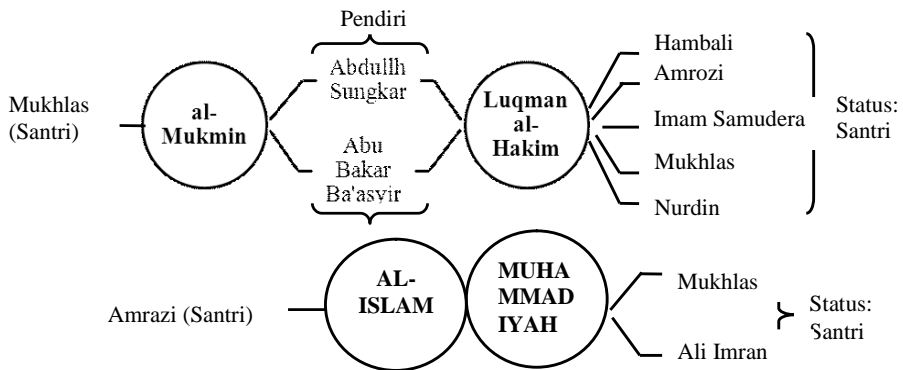 Pendiri
Mukhlas
(Santri)
al-
Mukmin
Abdullh
Sungkar
Abu
Bakar
Ba'asyir
Luqman
al-
Hakim
Hambali
Amrozi
Imam Samudera
Mukhlas
Nurdin
Status:
Santri
Amrazi (Santri)
AL-
ISLAM
MUHA
MMAD
IYAH
Mukhlas
Ali Imran
Status:
Santri